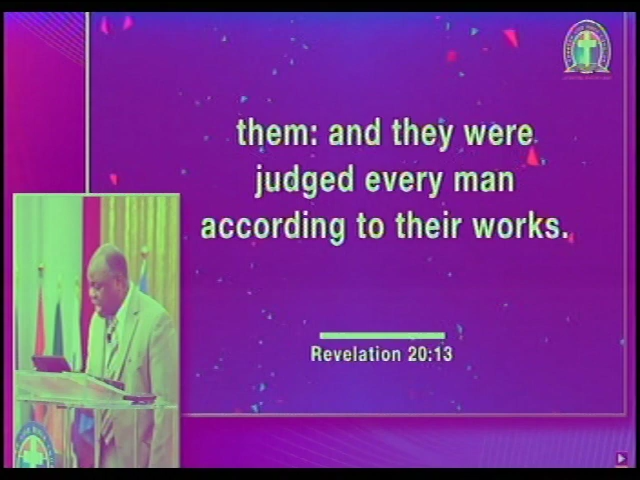 them: and they were
judged every man
according to their works.
Revelation 20:13